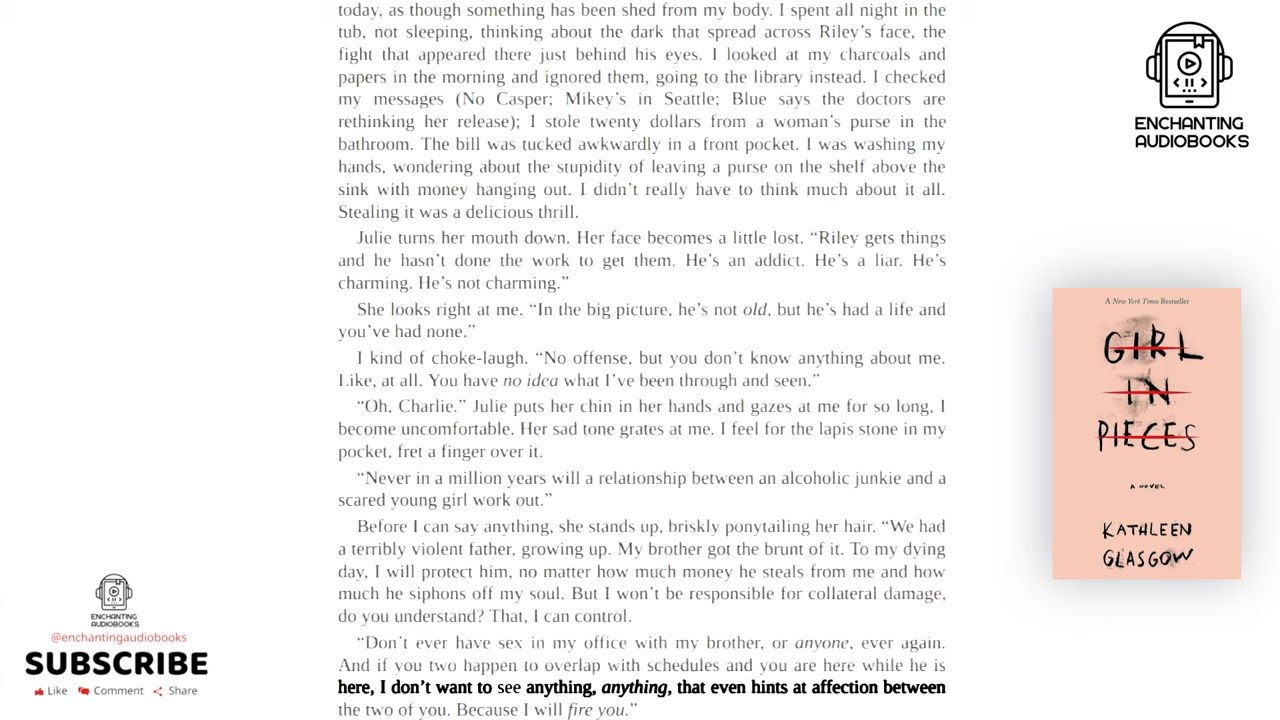 today, as though something has been shed from my body. I spent all night in the
tub, not sleeping, thinking about the dark that spread across Riley’s face, the
fight that appeared there just behind his eyes. I looked at my charcoals and
papers in the morning and ignored them, going to the library instead. I checked
my messages (No Casper; Mikey’s in Seattle; Blue says the doctors are
rethinking her release); I stole twenty dollars from a woman’s purse in the
bathroom. The bill was tucked awkwardly in a front pocket. I was washing my
hands, wondering about the stupidity of leaving a purse on the shelf above the
sink with money hanging out. I didn’t really have to think much about it all.
Stealing it was a delicious thrill.
Julie turns her mouth down. Her face becomes a little lost. “Riley gets things
and he hasn’t done the work to get them. He’s an addict. He’s a liar. He’s
charming. He’s not charming.”
She looks right at me. “In the big picture, he’s not old, but he’s had a life and
you’ve had none.”
I kind of choke-laugh. “No offense, but you don’t know anything about me.
Like, at all. You have no idea what I’ve been through and seen.”
“Oh, Charlie.” Julie puts her chin in her hands and gazes at me for so long, I
become uncomfortable. Her sad tone grates at me. I feel for the lapis stone in my
pocket, fret a finger over it.
“Never in a million years will a relationship between an alcoholic junkie and a
scared young girl work out.”
Before I can say anything, she stands up, briskly ponytailing her hair. “We had
a terribly violent father, growing up. My brother got the brunt of it. To my dying
day, I will protect him, no matter how much money he steals from me and how
much he siphons off my soul. But I won’t be responsible for collateral damage,
do you understand? That, I can control.
“Don’t ever have sex in my office with my brother, or anyone, ever again.
And if you two happen to overlap with schedules and you are here while he is
here, I don’t want to see anything, anything, that even hints at affection between
the two of you. Because I will fire you.”
ENCHANTING
AUDIOBOOKS
A New York Times Bestseller
GIRL
IN
PIECES
A NOVEL
KATHLEEN
GLASGOW
ENCHANTING
AUDIOBOOKS
@enchantingaudiobooks
SUBSCRIBE
Like Comment Share